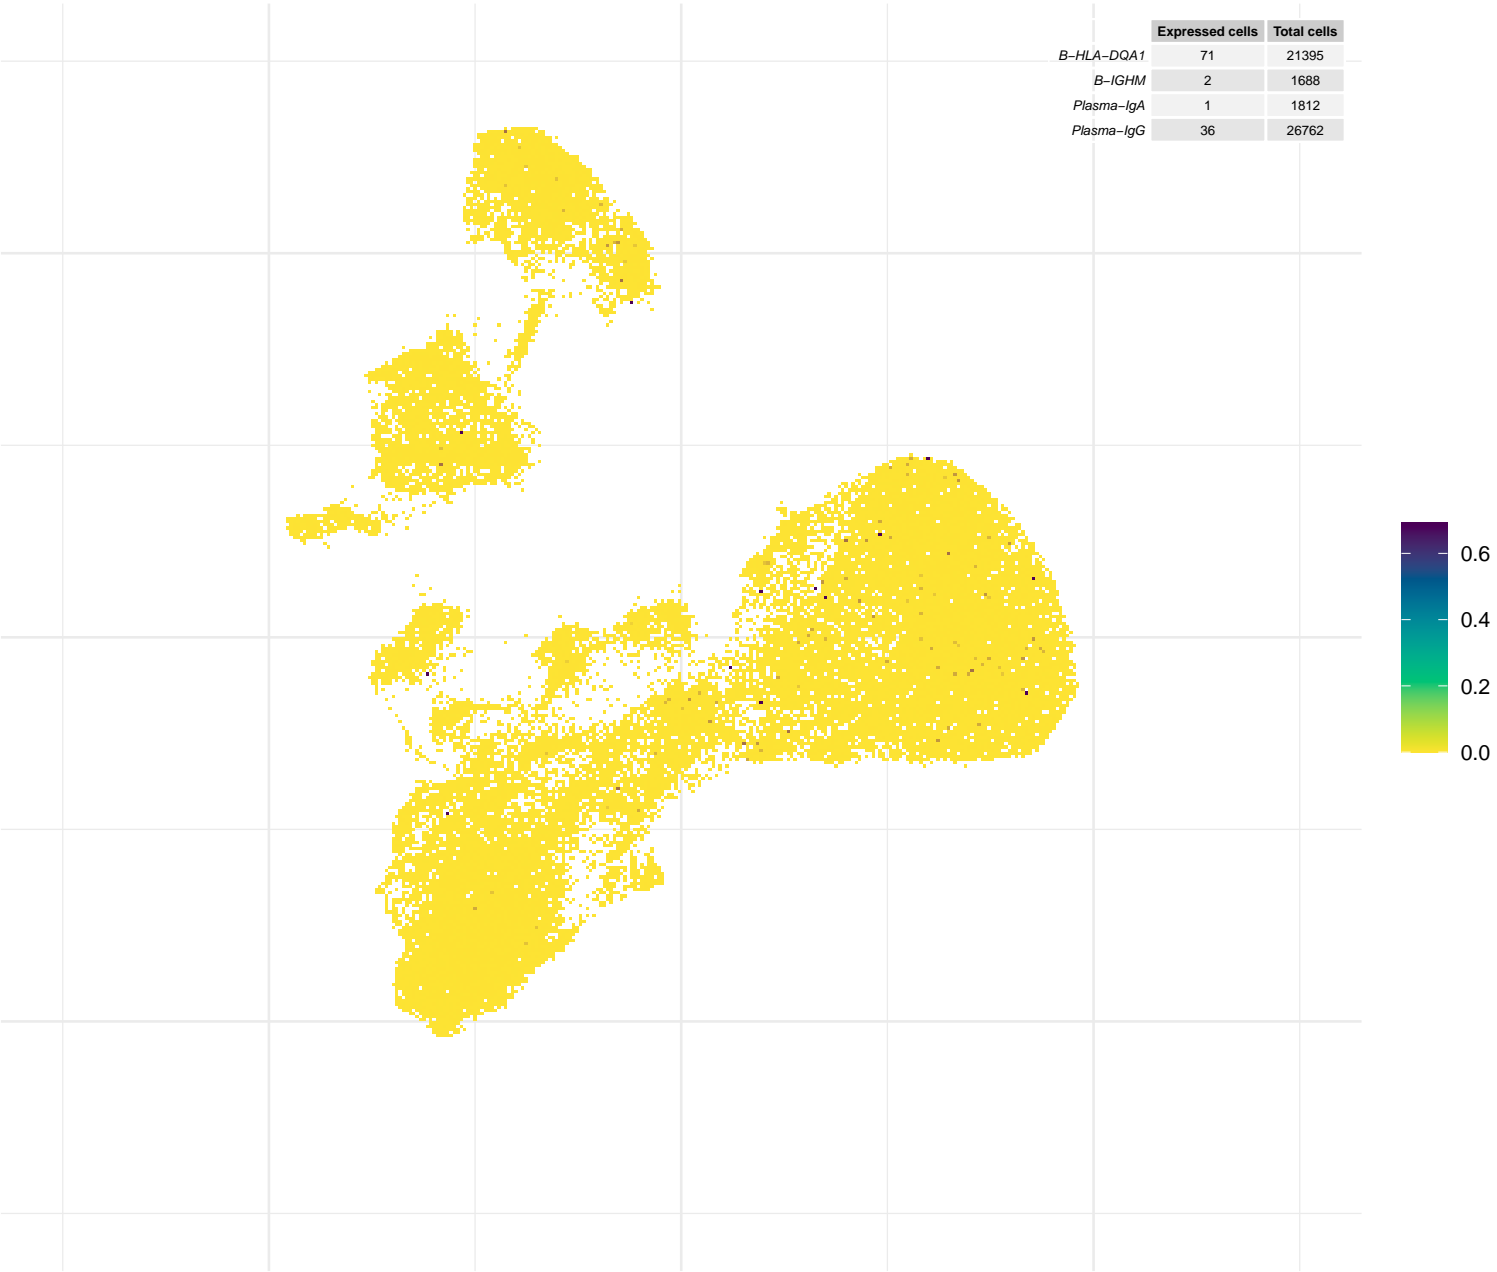 Expressed cells Total cells
B−HLA−DQA1 71 21395
B−IGHM 2 1688
Plasma−IgA 1 1812
Plasma−IgG 36 26762
0.6
0.4
0.2
0.0